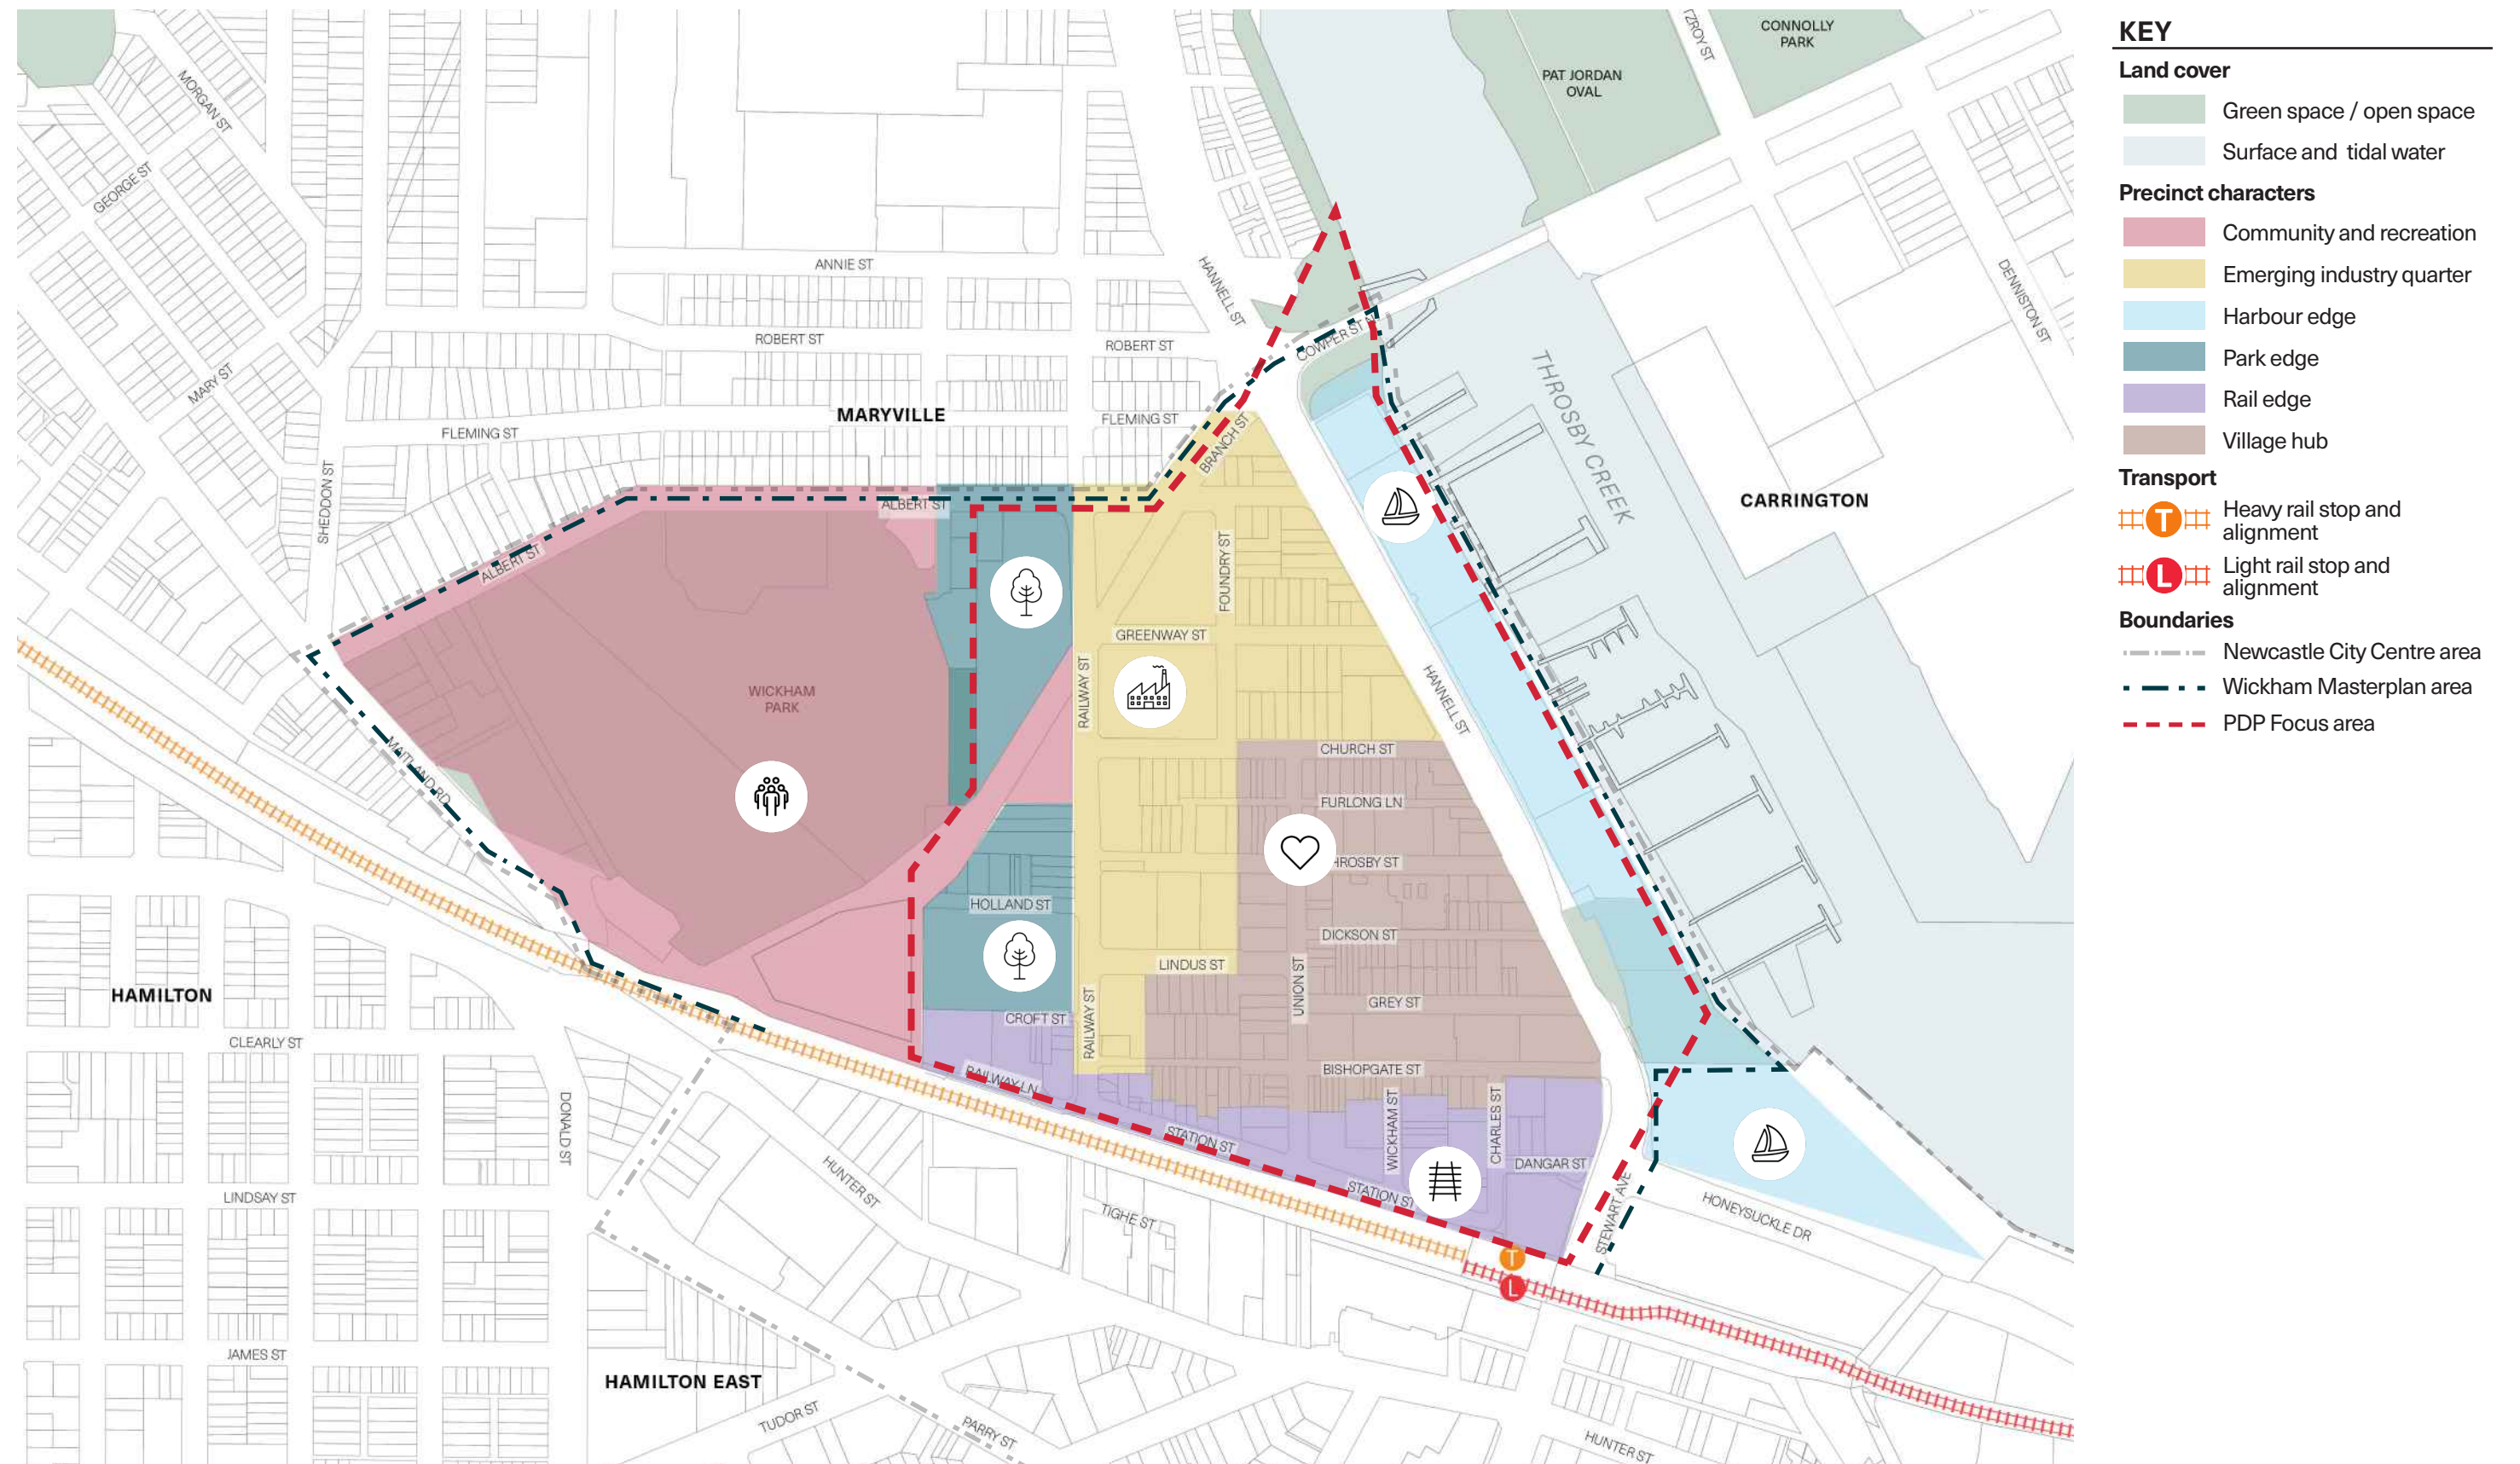 CONNOLLY
PARK
TZROY ST
PAT JORDAN
OVAL
MORGAN ST
GEORGE ST
ANNIE ST
HANNELL ST
DENNISTON ST
COWPER ST
ROBERT ST
ROBERT ST
MARY ST
MARYVILLE
FLEMING ST
FLEMING ST
BRANCH ST
THROSBY CREEK
SHEDDON ST
ALBERT ST
CARRINGTON
ALBERT ST
FOUNDRY ST
GREENWAY ST
RAILWAY ST
WICKHAM
PARK
HANNELL ST
MAITLAND RD
CHURCH ST
FURLONG LN
HROSBY ST
HOLLAND ST
DICKSON ST
LINDUS ST
UNION ST
HAMILTON
GREY ST
CROFT ST
RAILWAY ST
CLEARLY ST
BISHOPGATE ST
RAILWAY LN
DONALD ST
WICKHAM ST
CHARLES ST
STATION ST
DANGAR ST
HUNTER ST
LINDSAY ST
STATION ST
STEWART AVE
HONEYSUCKLE DR
TIGHE ST
T
L
JAMES ST
HAMILTON EAST
TUDOR ST
PARRY ST
HUNTER ST
KEY
Land cover
Green space / open space
Surface and tidal water
Precinct characters
Community and recreation
Emerging industry quarter
Harbour edge
Park edge
Rail edge
Village hub
Transport
T
Heavy rail stop and
alignment
L
Light rail stop and
alignment
Boundaries
Newcastle City Centre area
Wickham Masterplan area
PDP Focus area